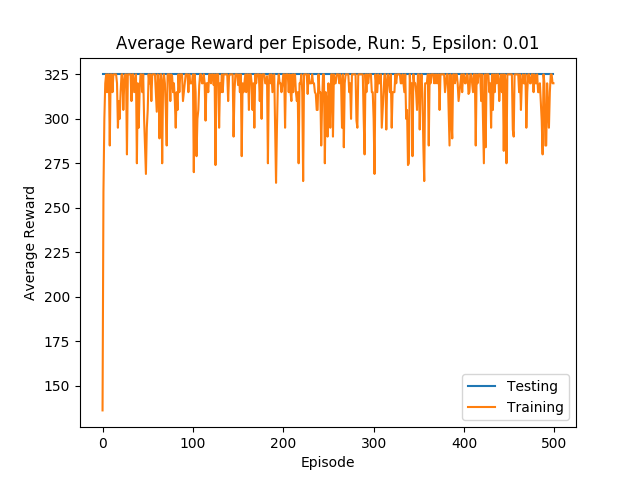 Average Reward per Episode, Run: 5, Epsilon: 0.01
Average Reward
325
300
275
250
225
200
175
150
0
100
200
300
400
500
Episode
Testing
Training